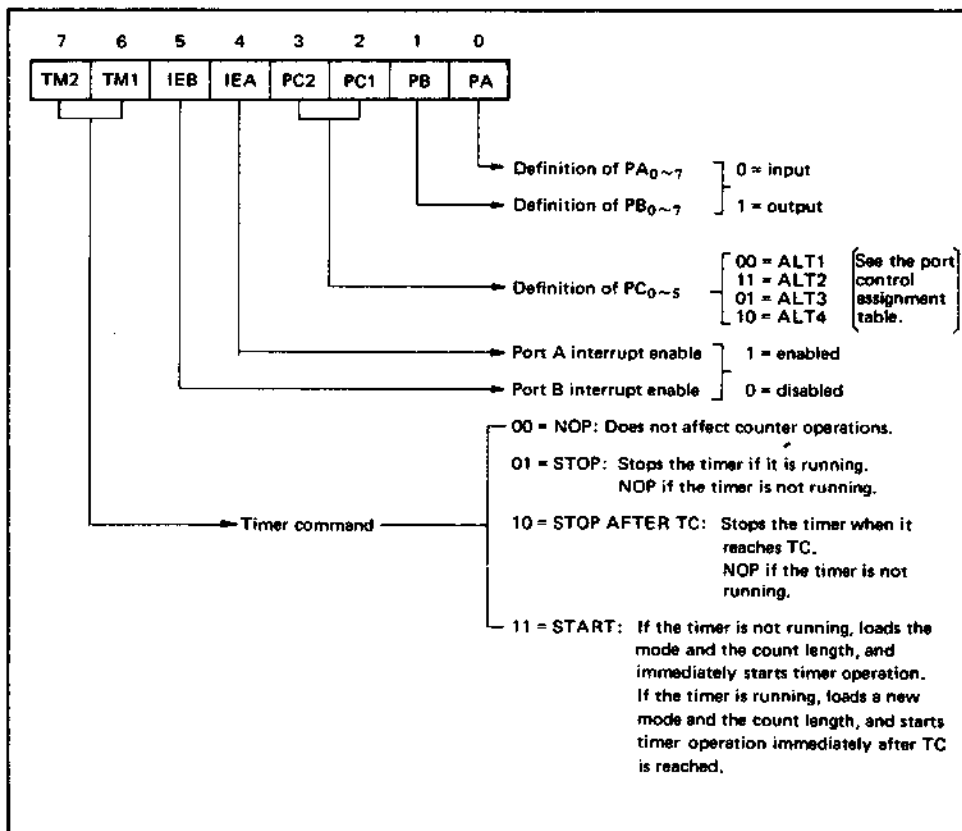 7 6 5 4 3 2 1 0
TM2 TM1 IEB IEA PC2 PC1 PB PA
Definition of PA0~7
0 = input
Definition of PB0~7
1 = output
Definition of PC0~5
00 = ALT1
11 = ALT2
01 = ALT3
10 = ALT4
See the port
control
assignment
table.
Port A interrupt enable
1 = enabled
Port B interrupt enable
0 = disabled
Timer command
00 = NOP: Does not affect counter operations.
01 = STOP: Stops the timer if it is running.
NOP if the timer is not running.
10 = STOP AFTER TC: Stops the timer when it
reaches TC.
NOP if the timer is not
running.
11 = START: If the timer is not running, loads the
mode and the count length, and
immediately starts timer operation.
If the timer is running, loads a new
mode and the count length, and starts
timer operation immediately after TC
is reached.